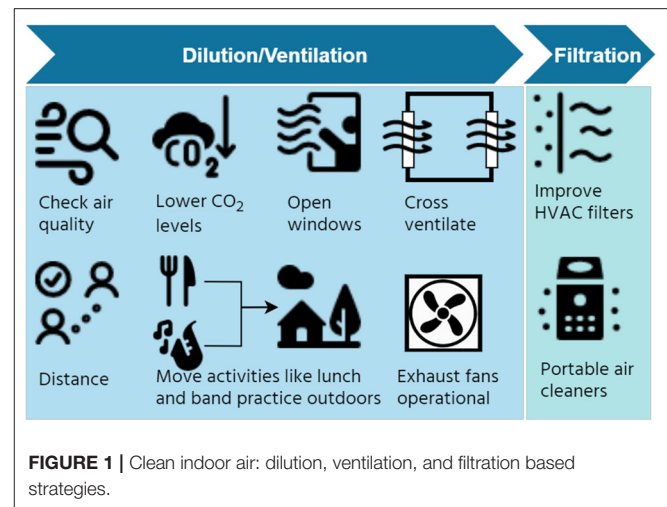 Dilution/Ventilation
Filtration
CO2
Check air
quality
Lower CO₂
levels
Open
windows
Cross
ventilate
Improve
HVAC filters
Distance
Move activities like lunch
and band practice outdoors
Exhaust fans
operational
Portable air
cleaners
FIGURE 1 | Clean indoor air: dilution, ventilation, and filtration based
strategies.